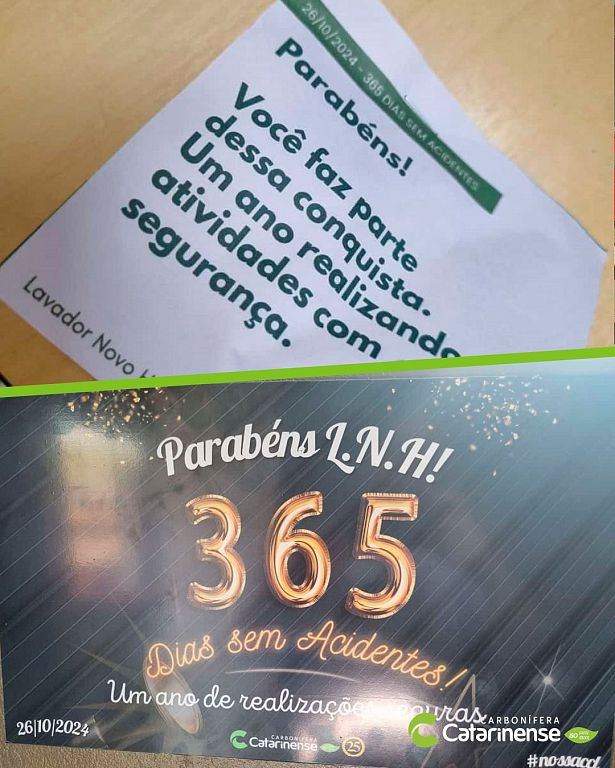 26/10/2024 - 365 DIAS SEM ACIDENTES
Parabéns!
Você faz parte
dessa conquista.
Um ano realizando
atividades com
segurança.
Lavador Novo
Parabéns L.N.H!
365
Dias sem Acidentes!
Um ano de realizações seguras
26|10|2024
CARBONÍFERA
Catarinense
25
CARBONÍFERA
Catarinense